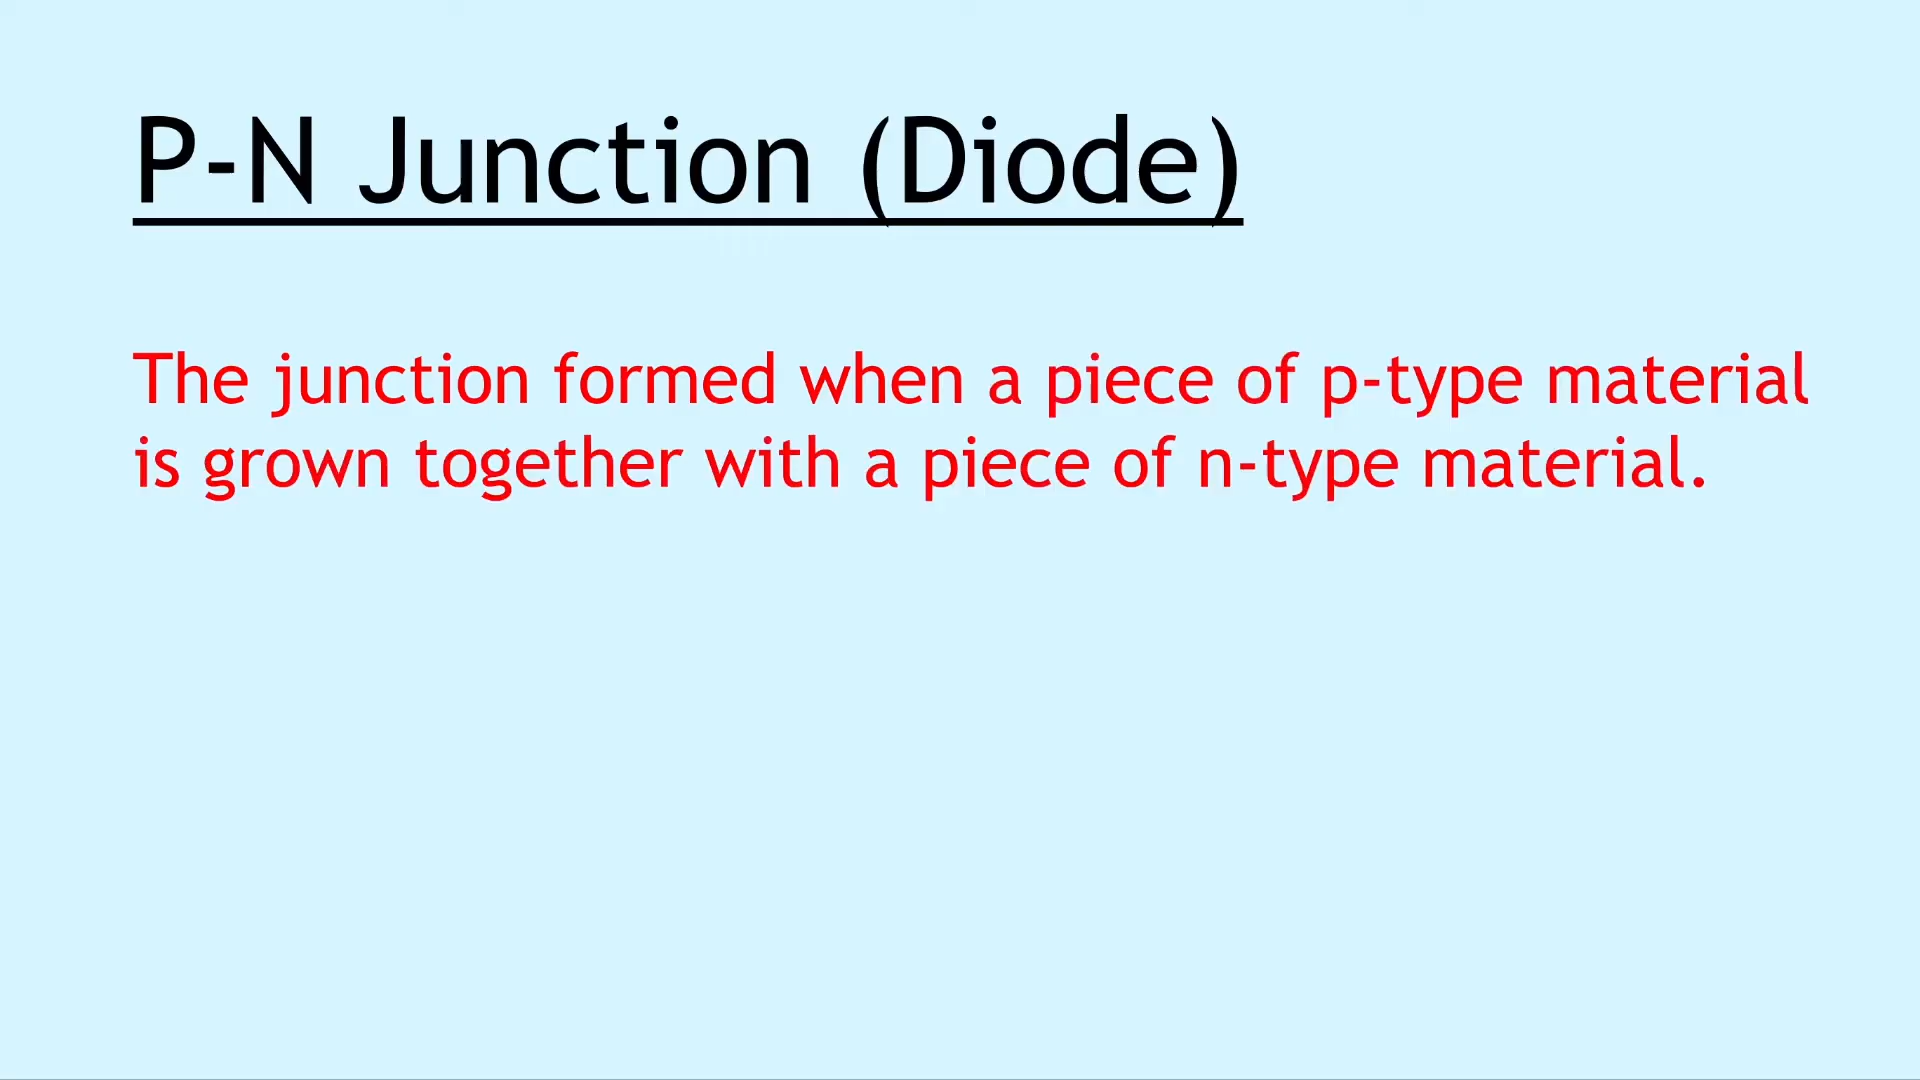 P-N Junction (Diode)
The junction formed when a piece of p-type material
is grown together with a piece of n-type material.